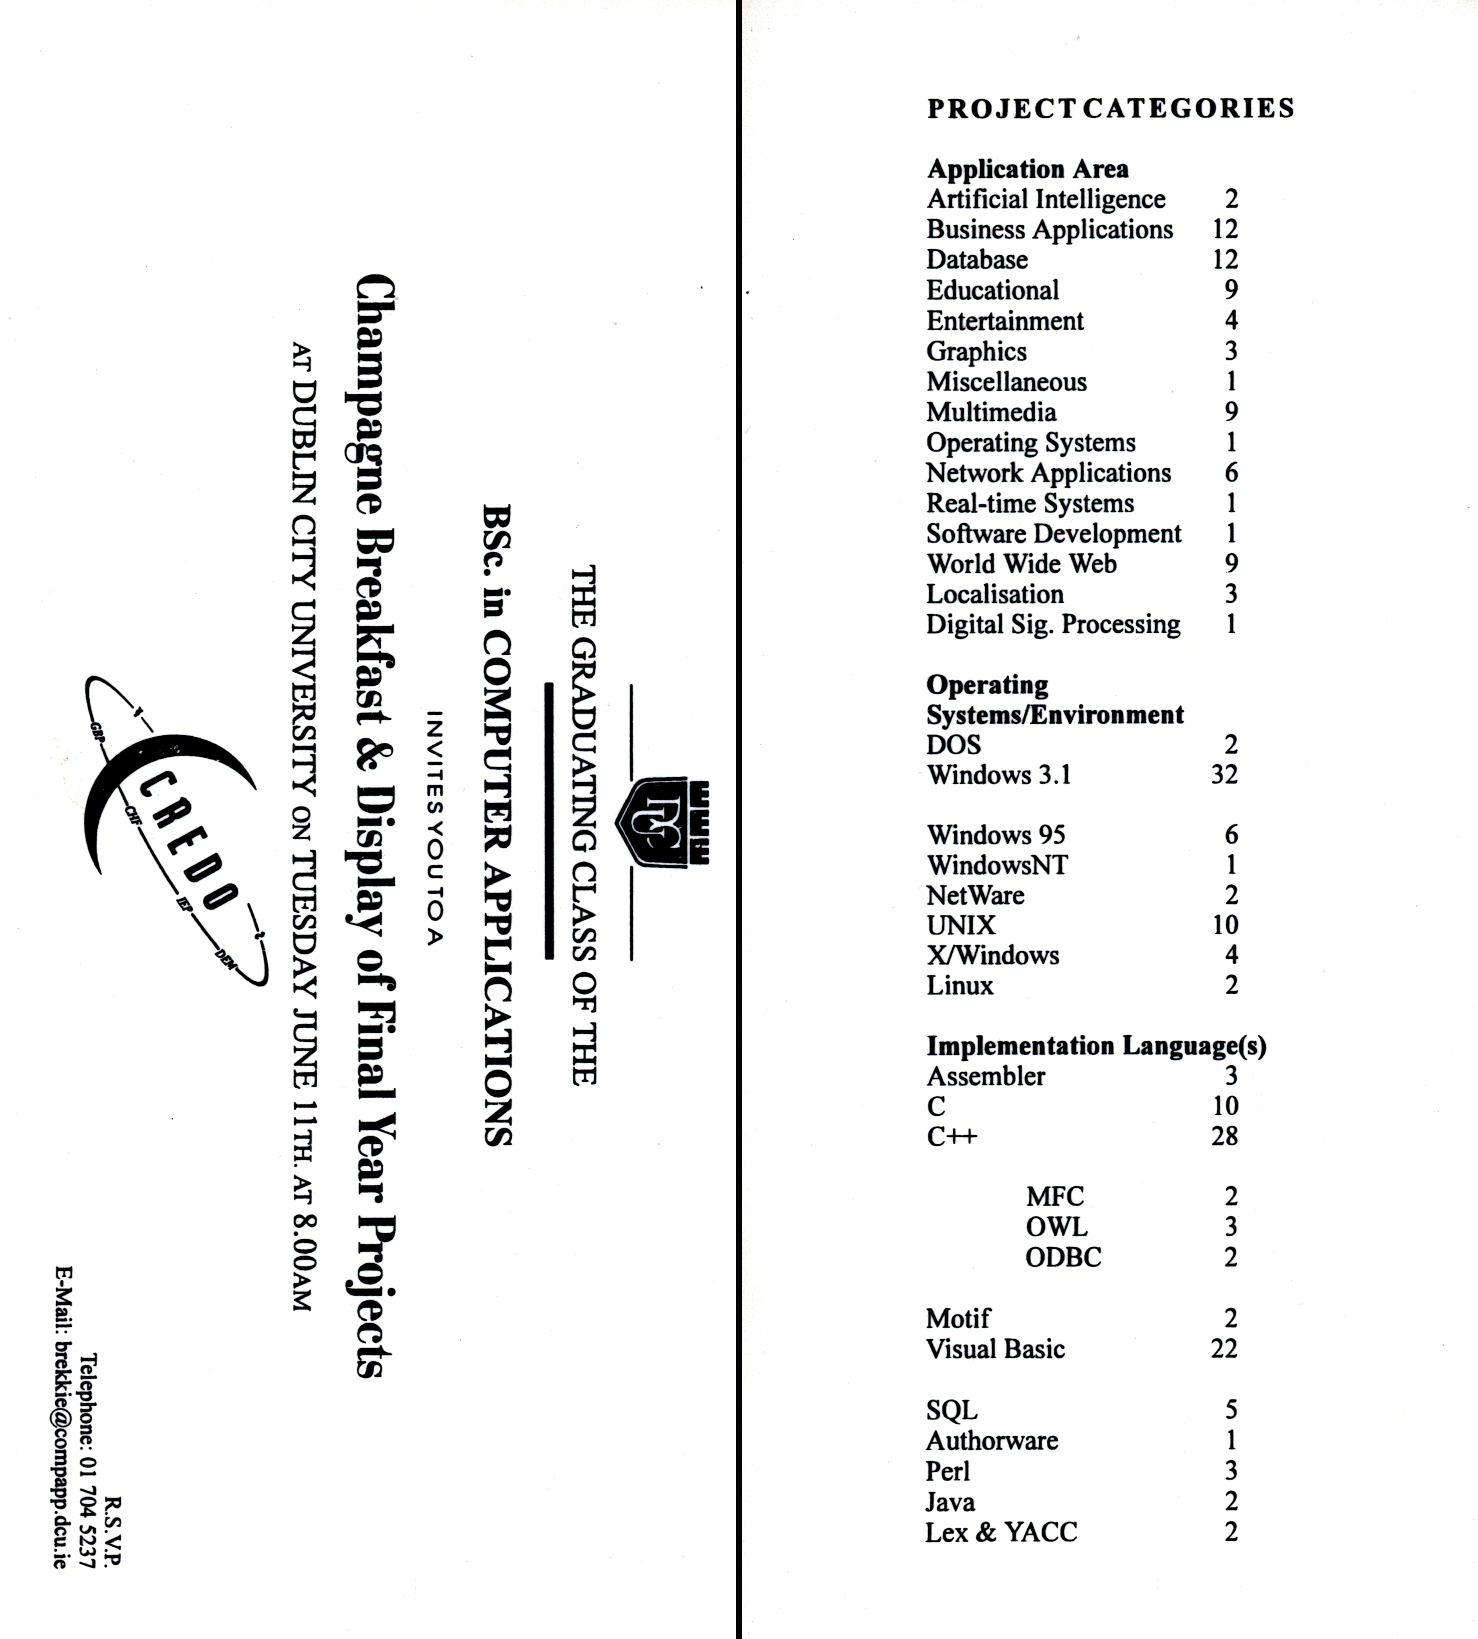 THE GRADUATING CLASS OF THE
BSc. in COMPUTER APPLICATIONS
INVITES YOU TO A
Champagne Breakfast & Display of Final Year Projects
AT DUBLIN CITY UNIVERSITY ON TUESDAY JUNE 11TH. AT 8.00AM
CREDO
GBP
CHF
IEP
DEM
R.S.V.P.
Telephone: 01 704 5237
E-Mail: brekkie@compapp.dcu.ie
PROJECT CATEGORIES
Application Area
Artificial Intelligence 2
Business Applications 12
Database 12
Educational 9
Entertainment 4
Graphics 3
Miscellaneous 1
Multimedia 9
Operating Systems 1
Network Applications 6
Real-time Systems 1
Software Development 1
World Wide Web 9
Localisation 3
Digital Sig. Processing 1
Operating
Systems/Environment
DOS 2
Windows 3.1 32
Windows 95 6
WindowsNT 1
NetWare 2
UNIX 10
X/Windows 4
Linux 2
Implementation Language(s)
Assembler 3
C 10
C++ 28
MFC 2
OWL 3
ODBC 2
Motif 2
Visual Basic 22
SQL 5
Authorware 1
Perl 3
Java 2
Lex & YACC 2